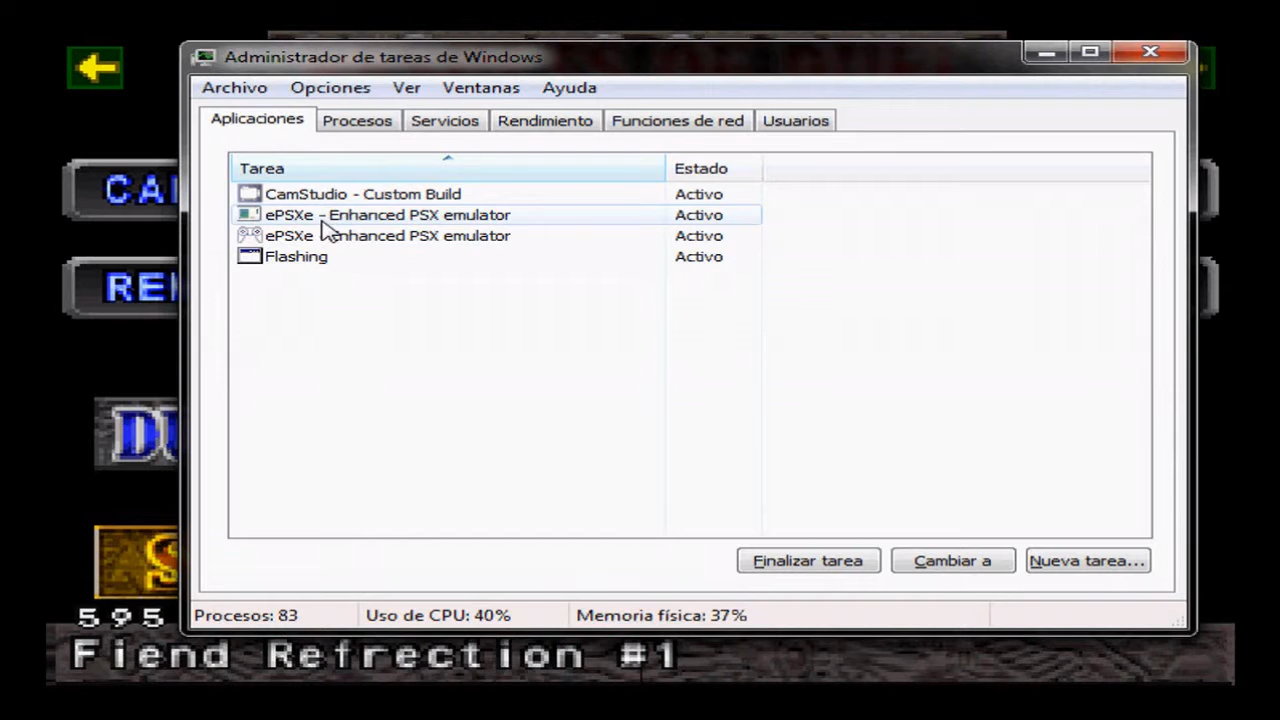 Administrador de tareas de Windows
Archivo Opciones Ver Ventanas Ayuda
Aplicaciones Procesos Servicios Rendimiento Funciones de red Usuarios
Tarea Estado
CamStudio - Custom Build Activo
ePSXe - Enhanced PSX emulator Activo
ePSXe Enhanced PSX emulator Activo
Flashing Activo
Finalizar tarea Cambiar a Nueva tarea...
Procesos: 83 Uso de CPU: 40% Memoria física: 37%
595
Fiend Refrection #1